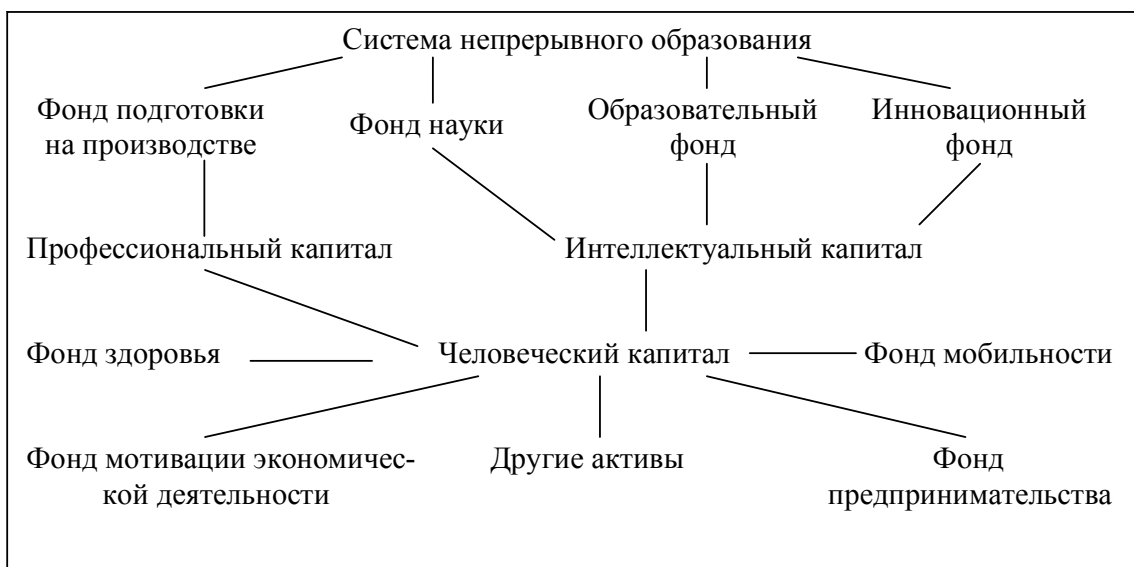 Система непрерывного образования
Фонд подготовки
на производстве
Фонд науки
Образовательный
фонд
Инновационный
фонд
Профессиональный капитал
Интеллектуальный капитал
Фонд здоровья
Человеческий капитал
Фонд мобильности
Фонд мотивации экономичес-
кой деятельности
Другие активы
Фонд
предпринимательства